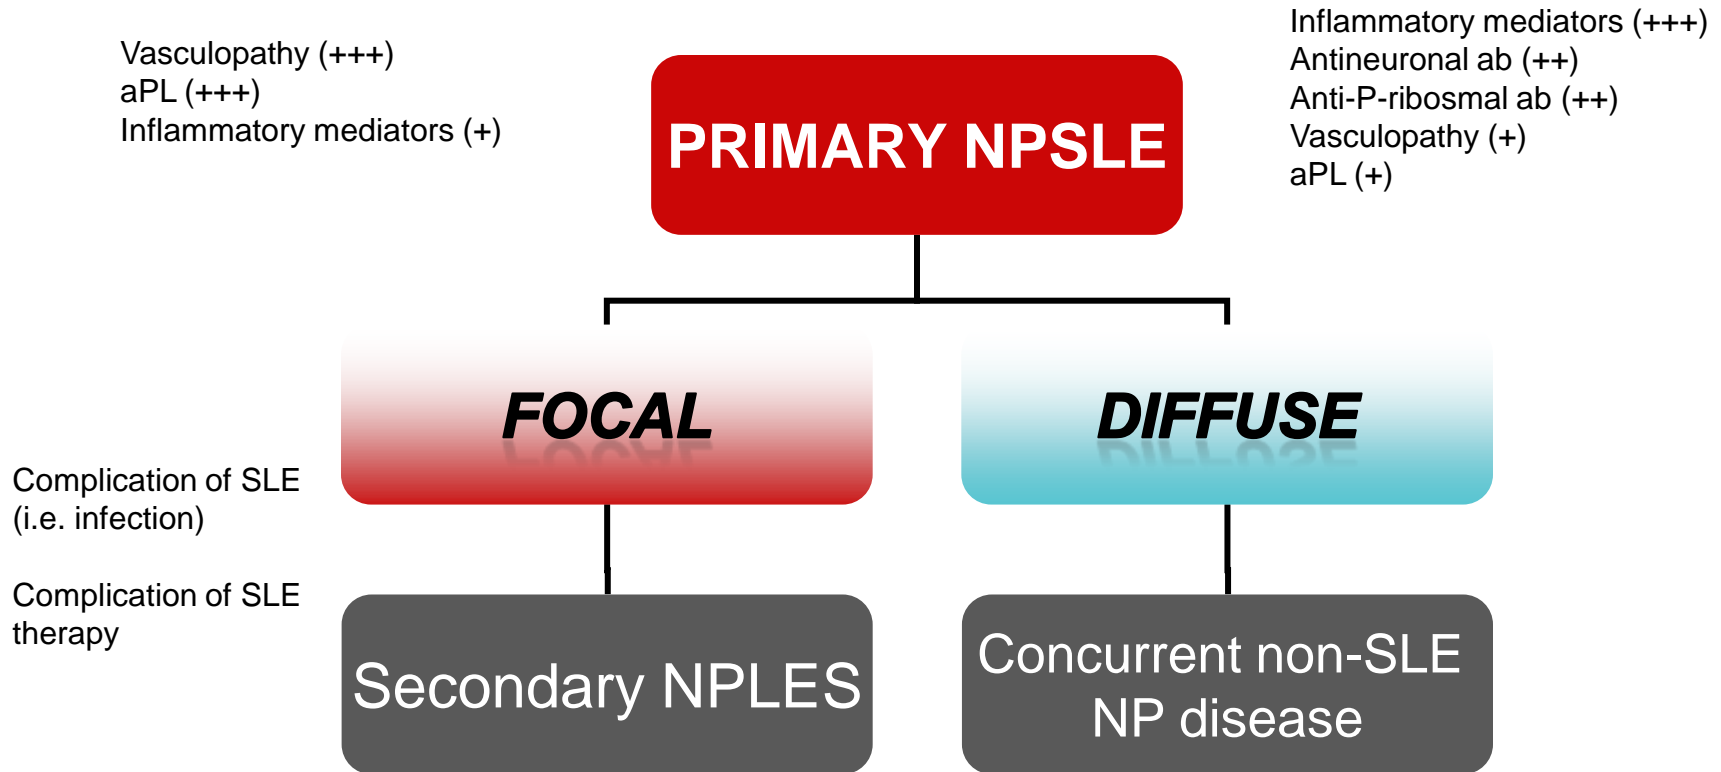 Vasculopathy (+++)
aPL (+++)
Inflammatory mediators (+)
PRIMARY NPSLE
Inflammatory mediators (+++)
Antineuronal ab (++)
Anti-P-ribosmal ab (++)
Vasculopathy (+)
aPL (+)
FOCAL
DIFFUSE
Complication of SLE
(i.e. infection)
Complication of SLE
therapy
Secondary NPLES
Concurrent non-SLE
NP disease